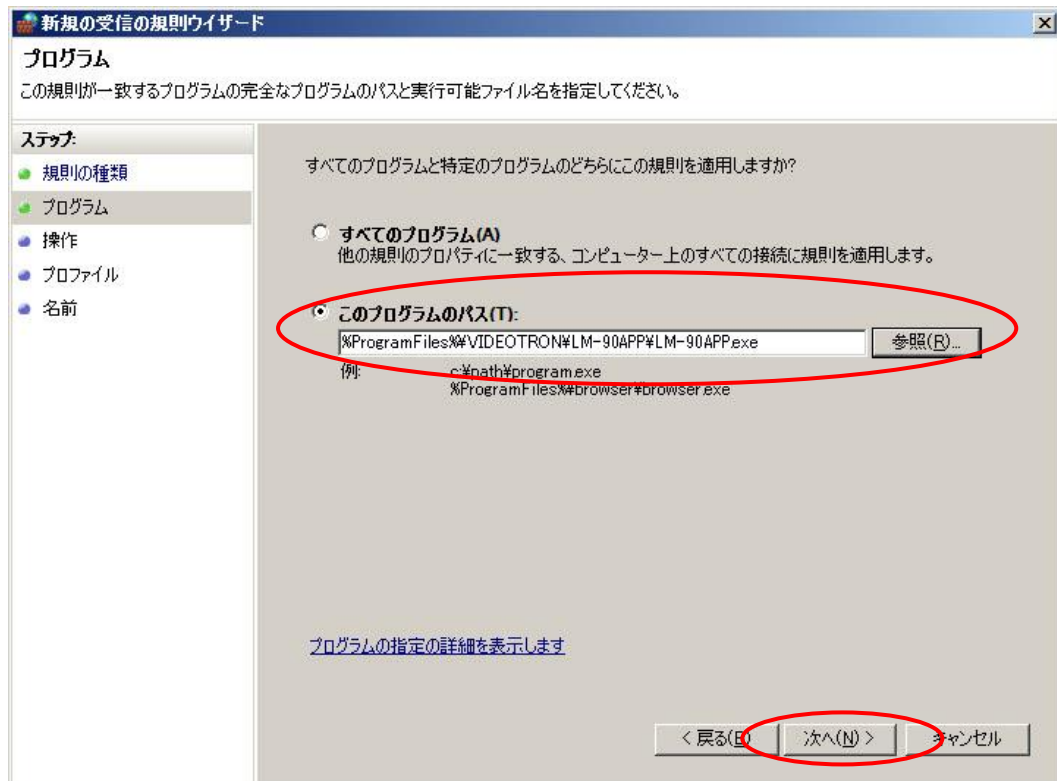 新規の受信の規則ウィザード
プログラム
この規則が一致するプログラムの完全なプログラムのパスと実行可能ファイル名を指定してください。
ステップ:
規則の種類
プログラム
操作
プロファイル
名前
すべてのプログラムと特定のプログラムのどちらにこの規則を適用しますか?
すべてのプログラム(A)
他の規則のプロパティに一致する、コンピューター上のすべての接続に規則を適用します。
このプログラムのパス(T):
%ProgramFiles%¥VIDEOTRON¥LM-90APP¥LM-90APP.exe
参照(R)...
例: c:¥path¥program.exe
%ProgramFiles%¥browser¥browser.exe
プログラムの指定の詳細を表示します
< 戻る(B) 次へ(N) > キャンセル